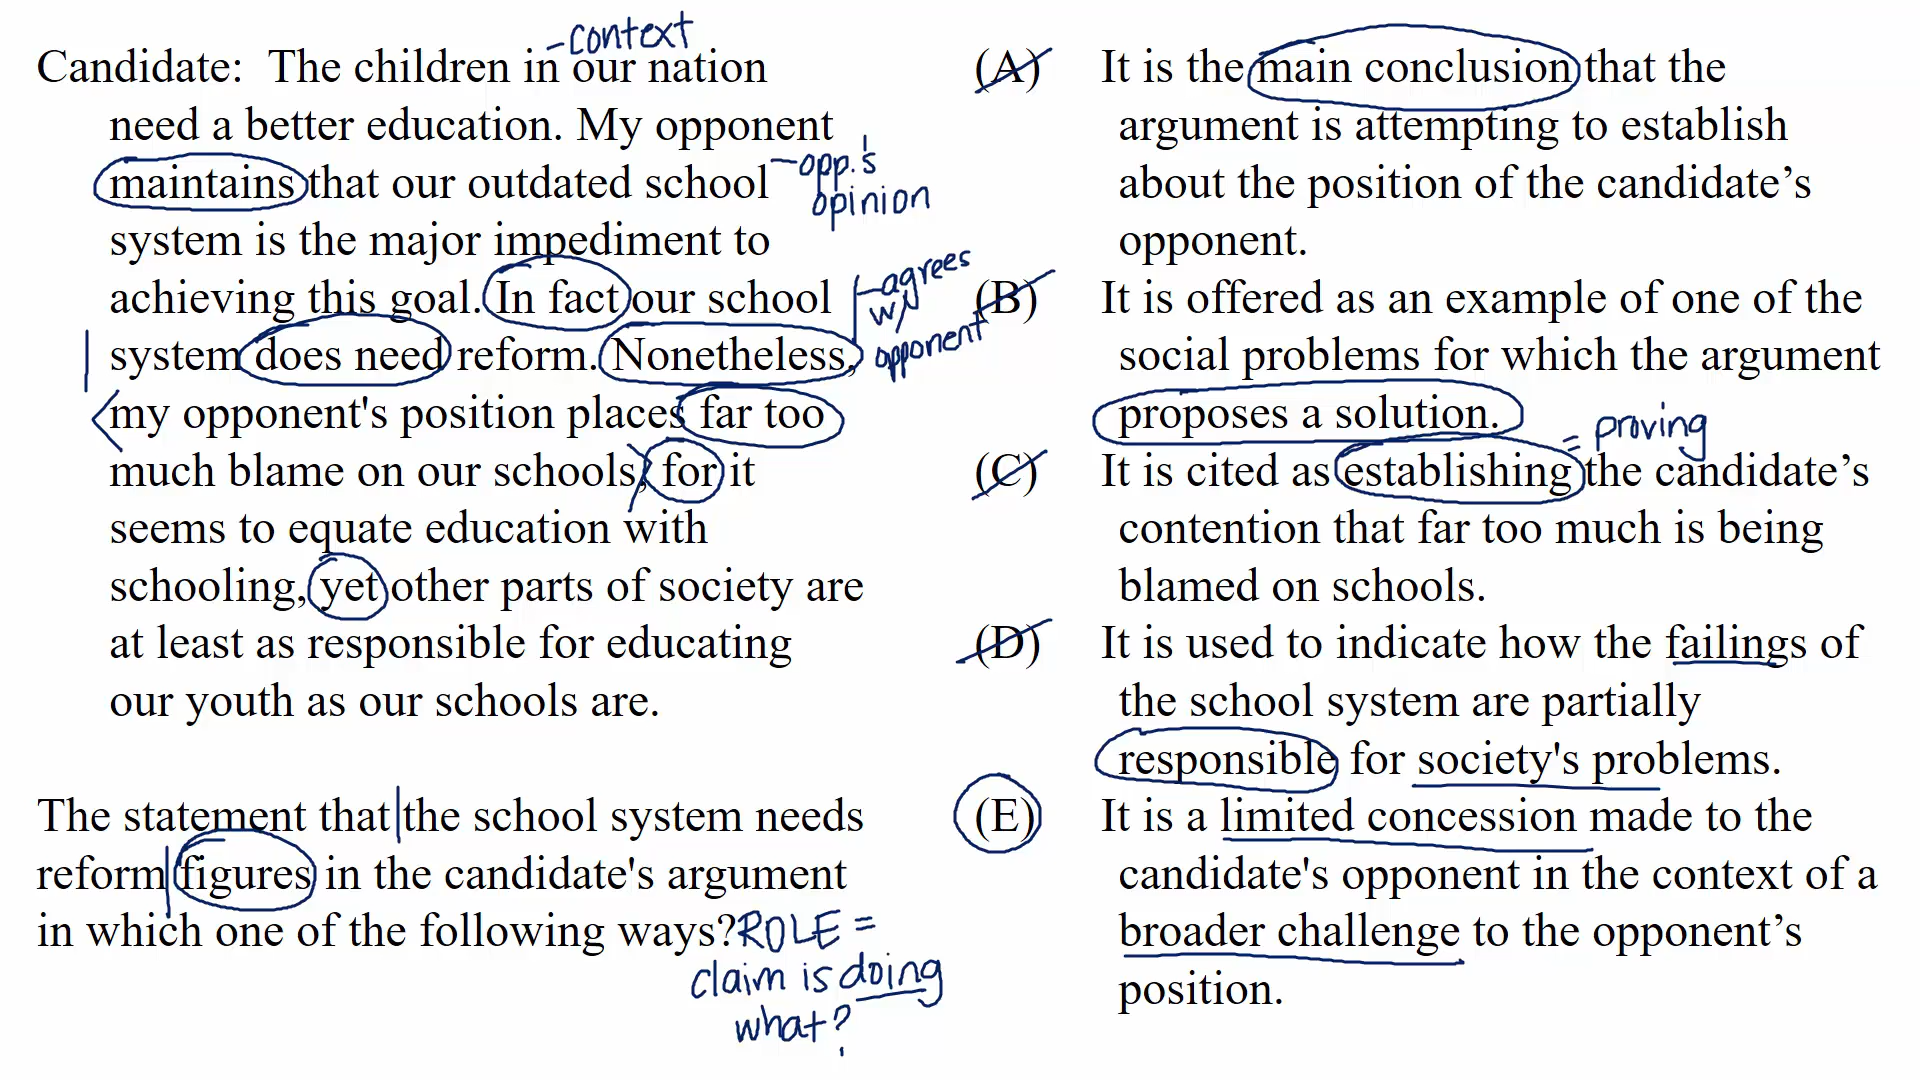 -context
Candidate: The children in our nation
need a better education. My opponent
maintains that our outdated school
-opp.'s
opinion
system is the major impediment to
achieving this goal. In fact our school
-agrees
w/
opponent
system does need reform. Nonetheless,
my opponent's position places far too
much blame on our schools, for it
seems to equate education with
schooling, yet other parts of society are
at least as responsible for educating
our youth as our schools are.
The statement that the school system needs
reform figures in the candidate's argument
in which one of the following ways?
ROLE =
claim is doing
what?
(A) It is the main conclusion that the
argument is attempting to establish
about the position of the candidate’s
opponent.
(B) It is offered as an example of one of the
social problems for which the argument
proposes a solution.
= proving
(C) It is cited as establishing the candidate’s
contention that far too much is being
blamed on schools.
(D) It is used to indicate how the failings of
the school system are partially
responsible for society's problems.
(E) It is a limited concession made to the
candidate's opponent in the context of a
broader challenge to the opponent’s
position.